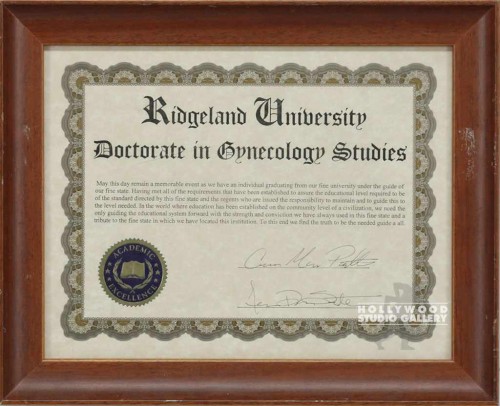 Ridgeland University
Doctorate in Gynecology Studies
May this day remain a memorable event as we have an individual graduating from our fine university under the guide of
our fine state. Having met all of the requirements that have been established to assure the educational level required to be
of the standard directed by this fine state and the regents who are issued the responsibility to maintain and to guide this to
the level needed. In the world where education has been established on the community level of a civilization, we need the
only guiding the educational system forward with the strength and conviction we have always used in this fine state and a
tribute to the fine state in which we have located this institution. To this end we find the truth to be the needed guide a all.
ACADEMIC
EXCELLENCE
HOLLYWOOD
STUDIO GALLERY